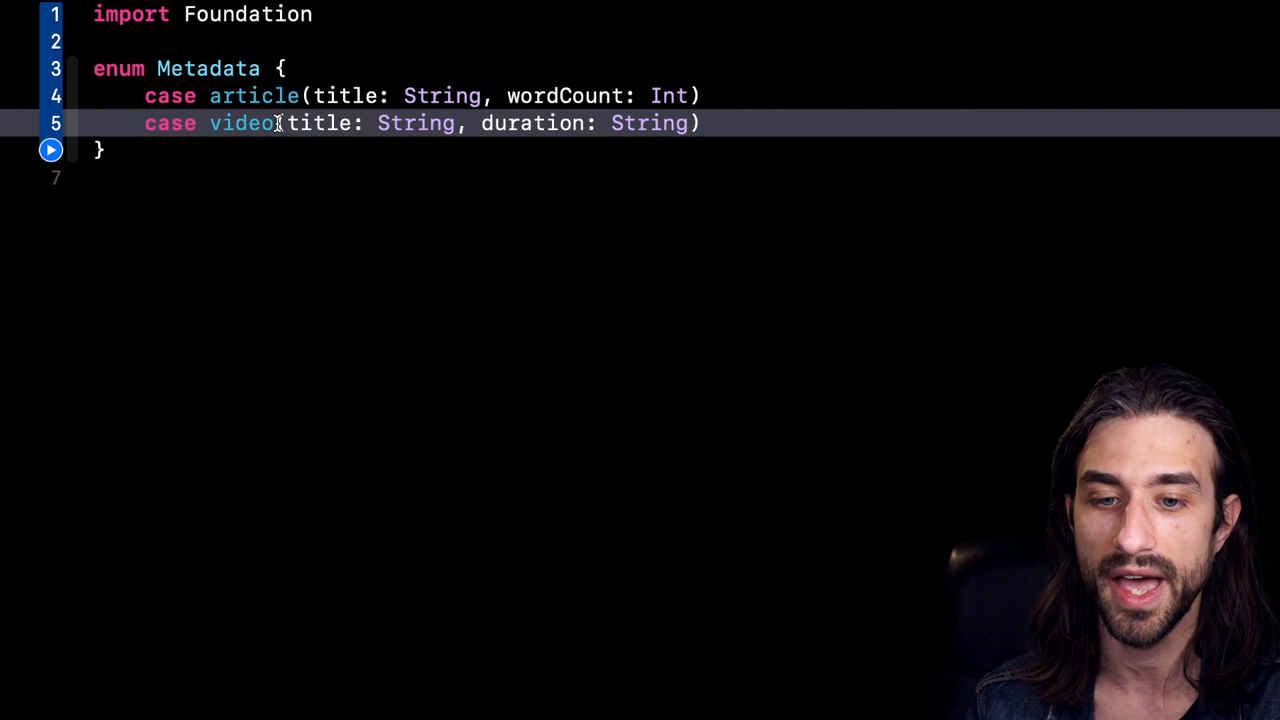 1 import Foundation
2
3 enum Metadata {
4 case article(title: String, wordCount: Int)
5 case video(title: String, duration: String)
}
7